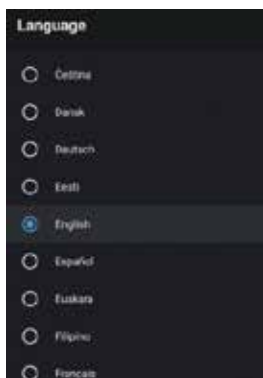 Language
Čeština
Dansk
Deutsch
Eesti
English
Español
Euskara
Filipino
Français